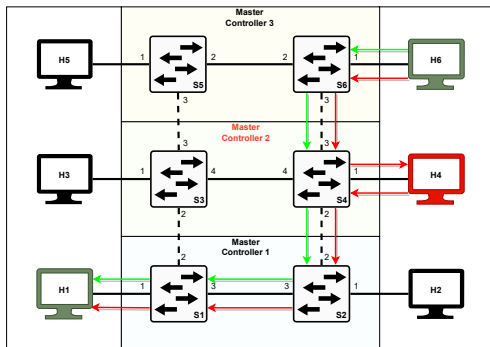 Master
Controller 3
H5
1
2
2
1
H6
S5
S6
3
3
Master
Controller 2
3
3
H3
1
4
4
1
H4
S3
S4
2
2
Master
Controller 1
2
2
H1
1
3
3
1
H2
S1
S2